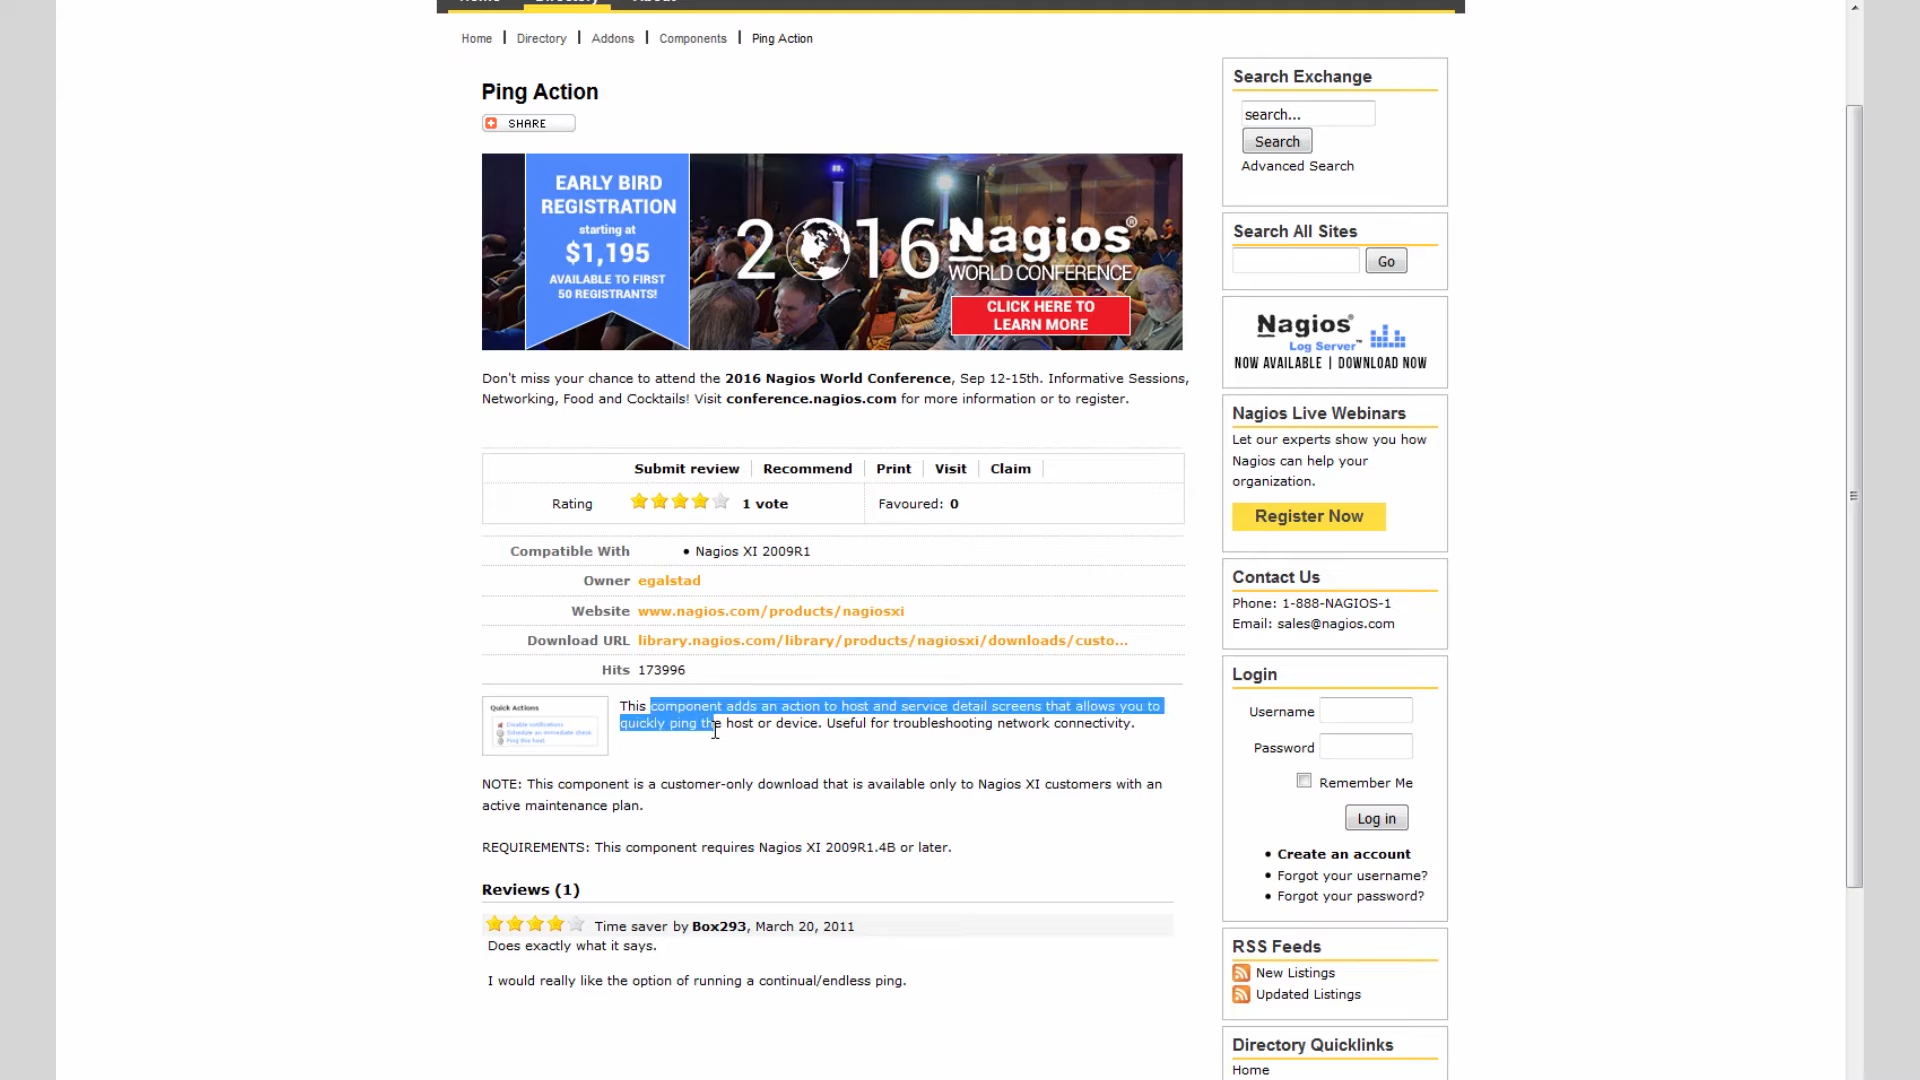 Home | Directory | Addons | Components | Ping Action
Ping Action
SHARE
EARLY BIRD
REGISTRATION
starting at
$1,195
AVAILABLE TO FIRST
50 REGISTRANTS!
2016 Nagios®
WORLD CONFERENCE
CLICK HERE TO
LEARN MORE
Don't miss your chance to attend the 2016 Nagios World Conference, Sep 12-15th. Informative Sessions,
Networking, Food and Cocktails! Visit conference.nagios.com for more information or to register.
Submit review | Recommend | Print | Visit | Claim
Rating 1 vote Favoured: 0
Compatible With • Nagios XI 2009R1
Owner egalstad
Website www.nagios.com/products/nagiosxi
Download URL library.nagios.com/library/products/nagiosxi/downloads/custo...
Hits 173996
Quick Actions
Disable notifications
Schedule an immediate check
Ping this host
This component adds an action to host and service detail screens that allows you to
quickly ping the host or device. Useful for troubleshooting network connectivity.
NOTE: This component is a customer-only download that is available only to Nagios XI customers with an
active maintenance plan.
REQUIREMENTS: This component requires Nagios XI 2009R1.4B or later.
Reviews (1)
Time saver by Box293, March 20, 2011
Does exactly what it says.
I would really like the option of running a continual/endless ping.
Search Exchange
search...
Search
Advanced Search
Search All Sites
Go
Nagios®
Log Server™
NOW AVAILABLE | DOWNLOAD NOW
Nagios Live Webinars
Let our experts show you how
Nagios can help your
organization.
Register Now
Contact Us
Phone: 1-888-NAGIOS-1
Email: sales@nagios.com
Login
Username
Password
Remember Me
Log in
• Create an account
• Forgot your username?
• Forgot your password?
RSS Feeds
New Listings
Updated Listings
Directory Quicklinks
Home